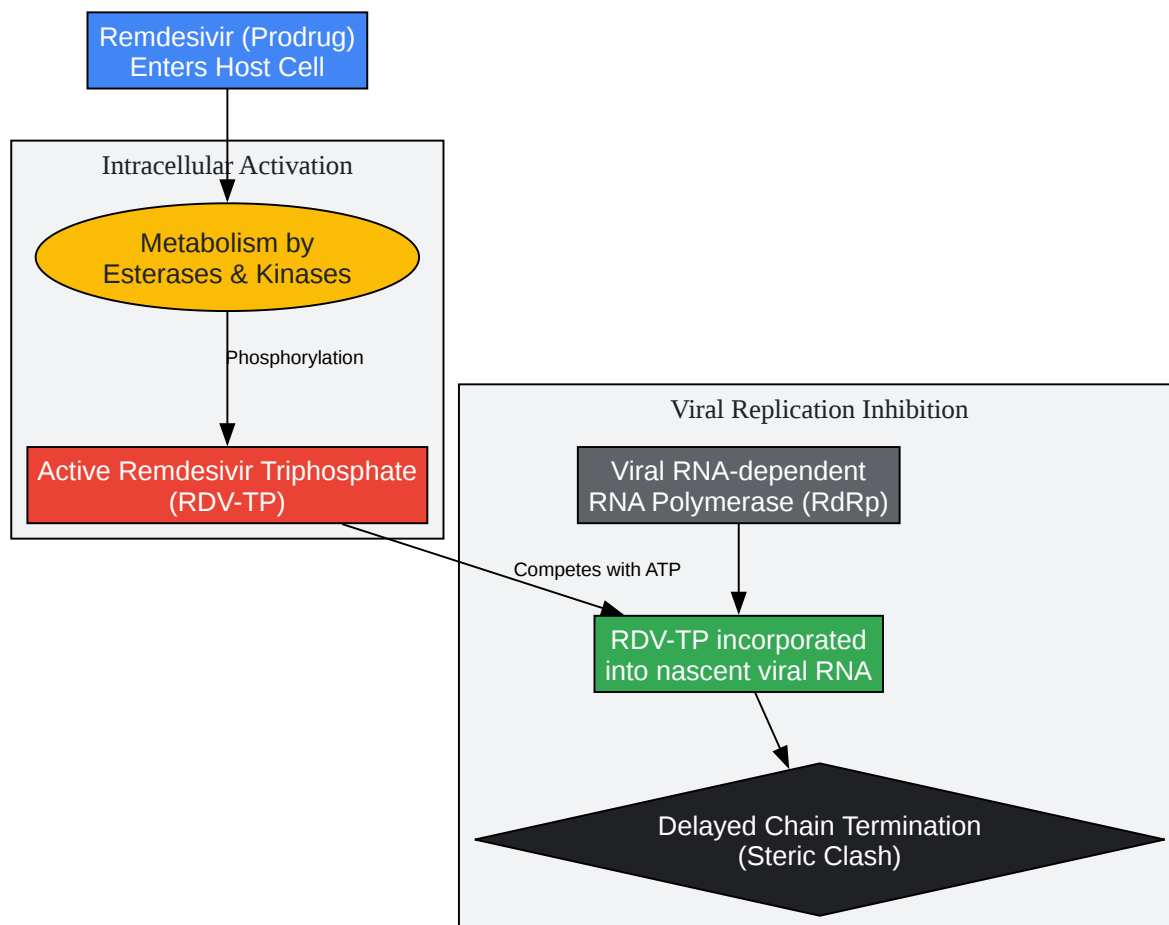 Remdesivir (Prodrug)
Enters Host Cell
Intracellular Activation
Metabolism by
Esterases & Kinases
Phosphorylation
Active Remdesivir Triphosphate
(RDV-TP)
Viral Replication Inhibition
Viral RNA-dependent
RNA Polymerase (RdRp)
Competes with ATP
RDV-TP incorporated
into nascent viral RNA
Delayed Chain Termination
(Steric Clash)